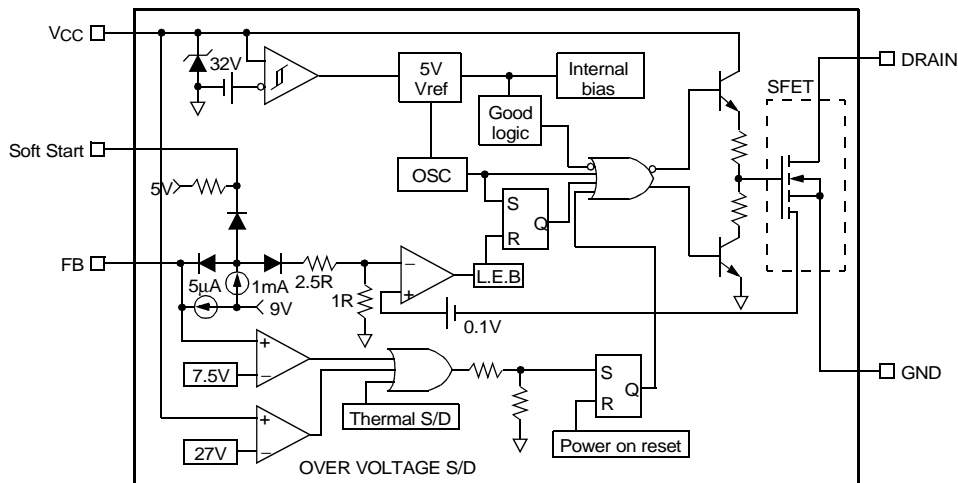 VCC
DRAIN
32V
5V
Vref
Internal
bias
SFET
Good
logic
Soft Start
OSC
5V
S
R
Q
FB
5µA
1mA
9V
2.5R
1R
−
+
L.E.B
0.1V
+
−
7.5V
S
R
Q
GND
Thermal S/D
+
−
27V
Power on reset
OVER VOLTAGE S/D